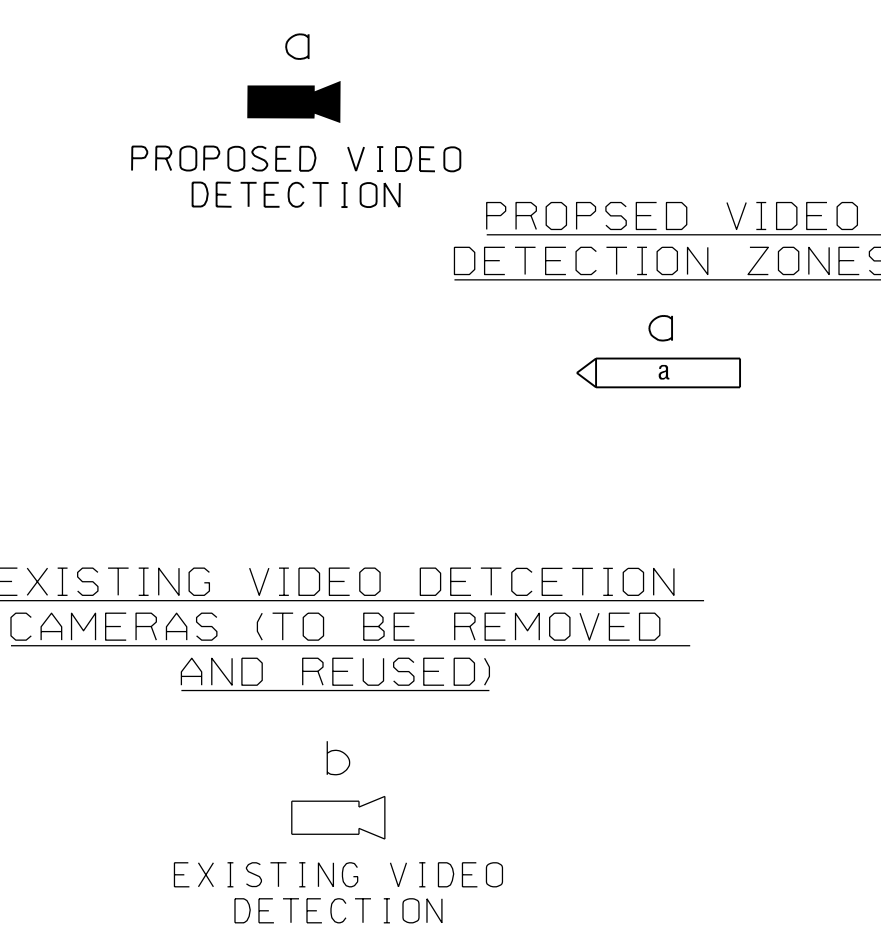 a
PROPOSED VIDEO
DETECTION
PROPSED VIDEO
DETECTION ZONES
a
a
EXISTING VIDEO DETCETION
CAMERAS (TO BE REMOVED
AND REUSED)
b
EXISTING VIDEO
DETECTION